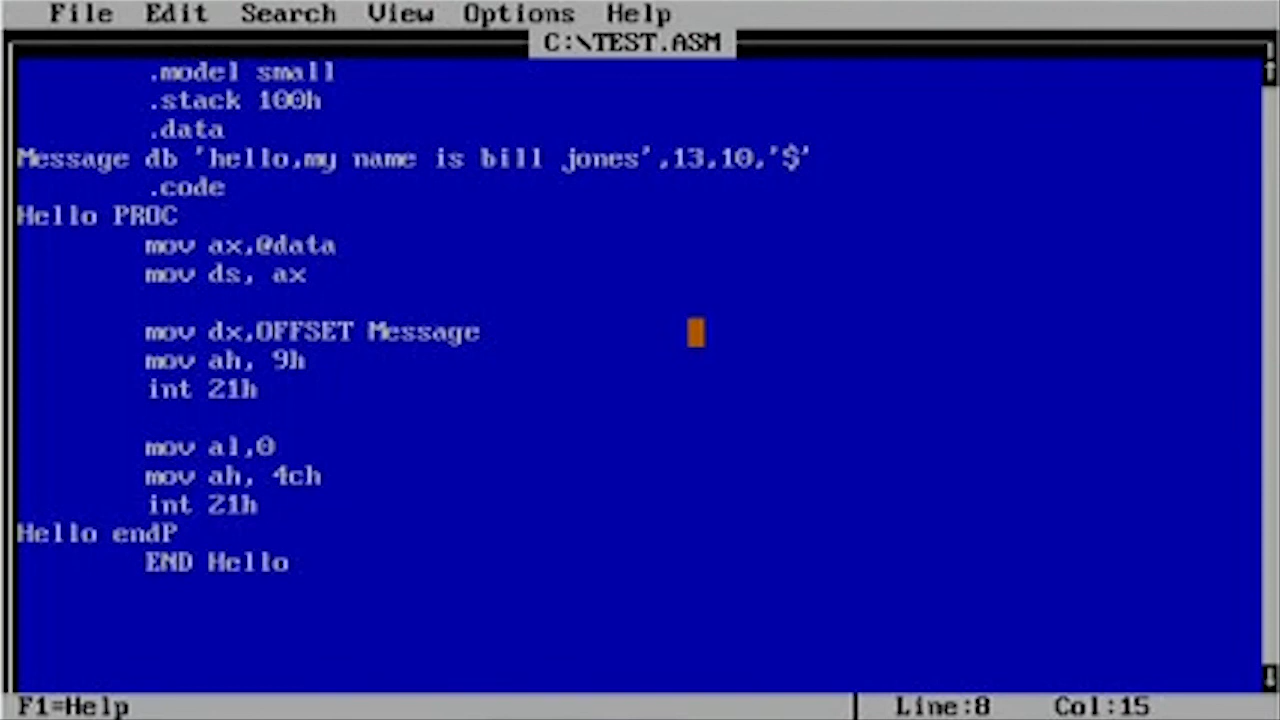 File Edit Search View Options Help
C:\TEST.ASM
.model small
.stack 100h
.data
Message db 'hello,my name is bill jones',13,10,'$'
.code
Hello PROC
mov ax,@data
mov ds, ax
mov dx,OFFSET Message
mov ah, 9h
int 21h
mov al,0
mov ah, 4ch
int 21h
Hello endP
END Hello
F1=Help Line:8 Col:15